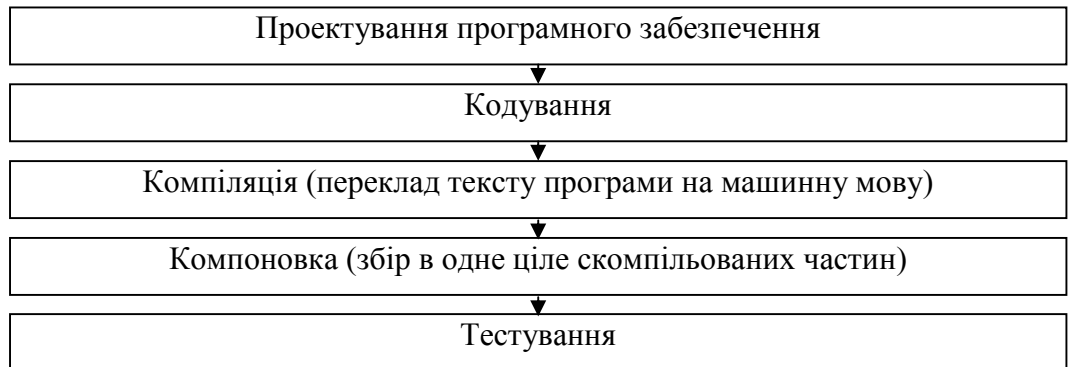 Проектування програмного забезпечення
Кодування
Компіляція (переклад тексту програми на машинну мову)
Компоновка (збір в одне ціле скомпільованих частин)
Тестування